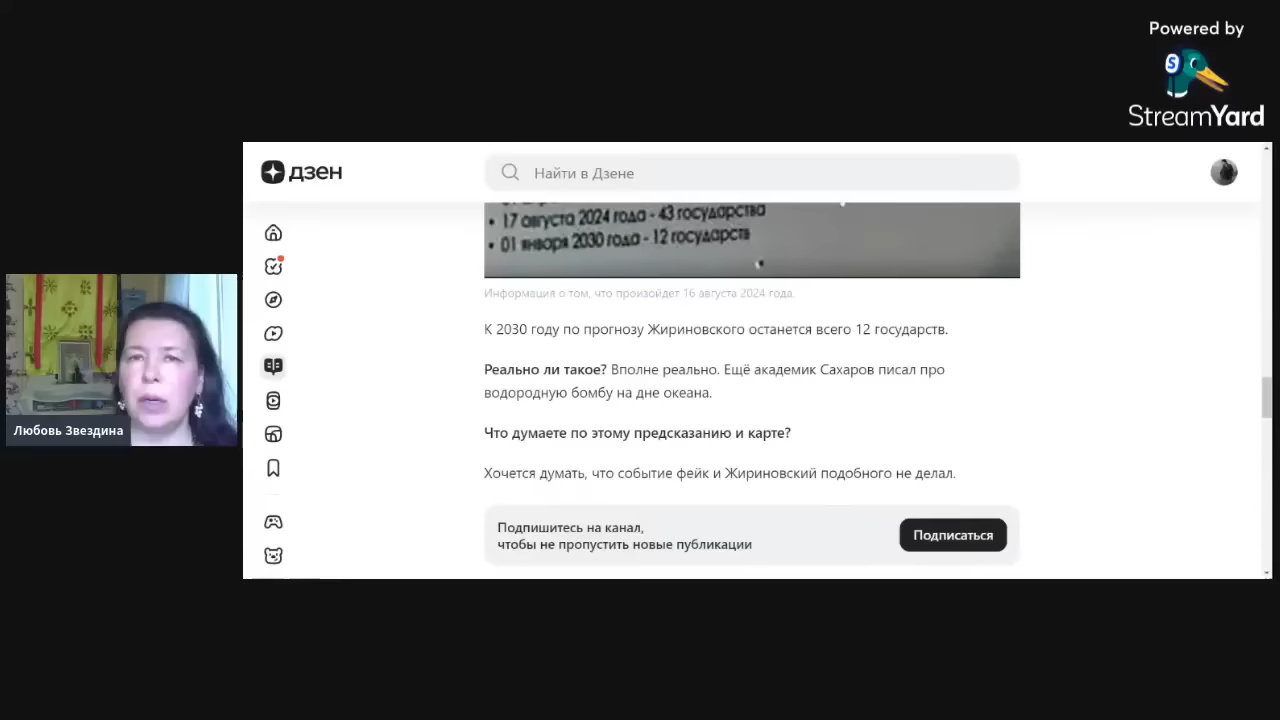 Powered by
StreamYard
дзен
Найти в Дзене
• 17 августа 2024 года - 43 государства
• 01 января 2030 года - 12 государств
Информация о том, что произойдет 16 августа 2024 года.
К 2030 году по прогнозу Жириновского останется всего 12 государств.
Реально ли такое? Вполне реально. Ещё академик Сахаров писал про
водородную бомбу на дне океана.
Что думаете по этому предсказанию и карте?
Хочется думать, что событие фейк и Жириновский подобного не делал.
Подпишитесь на канал,
чтобы не пропустить новые публикации
Подписаться
Любовь Звездина